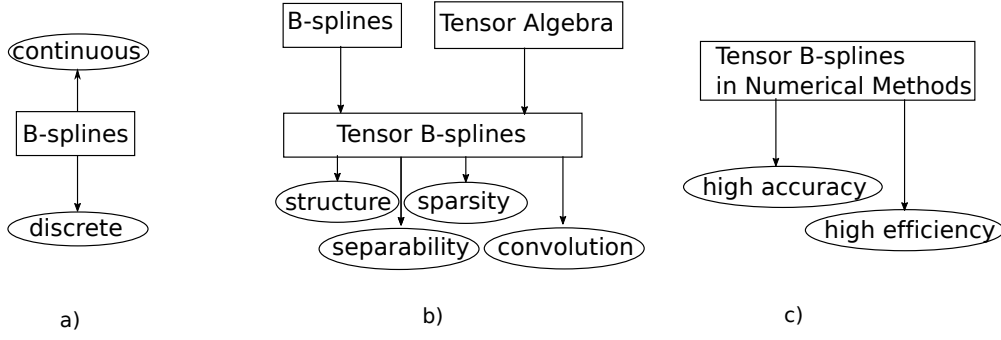 continuous
B-splines
discrete
a)
B-splines
Tensor Algebra
Tensor B-splines
structure
sparsity
separability
convolution
b)
Tensor B-splines
in Numerical Methods
high accuracy
high efficiency
c)